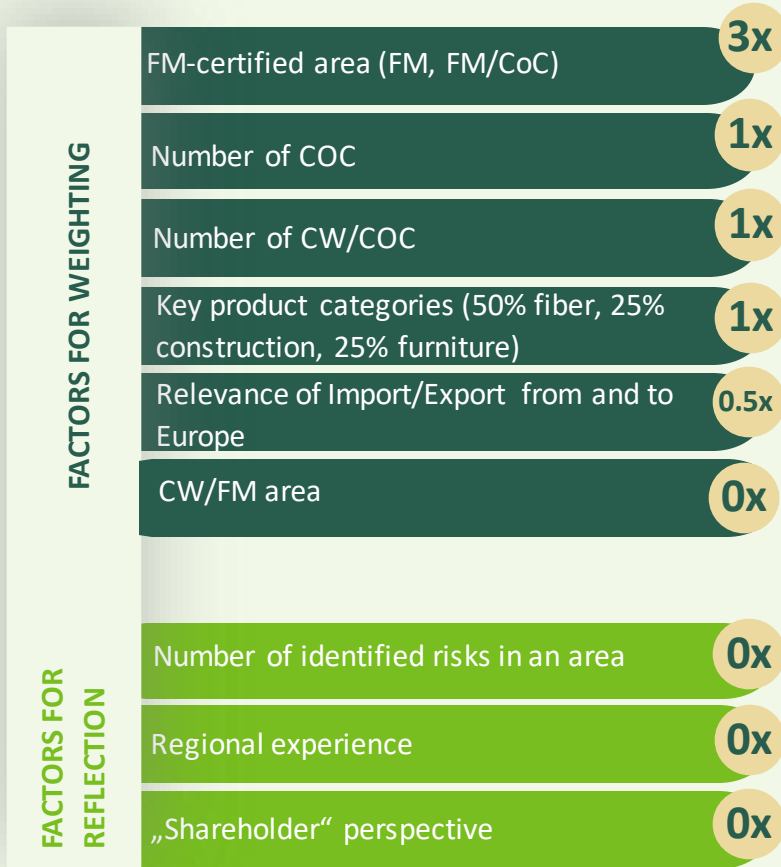 FACTORS FOR WEIGHTING
FM-certified area (FM, FM/CoC)
3x
Number of COC
1x
Number of CW/COC
1x
Key product categories (50% fiber, 25%
construction, 25% furniture)
1x
Relevance of Import/Export from and to
Europe
0.5x
CW/FM area
0x
FACTORS FOR
REFLECTION
Number of identified risks in an area
0x
Regional experience
0x
„Shareholder“ perspective
0x